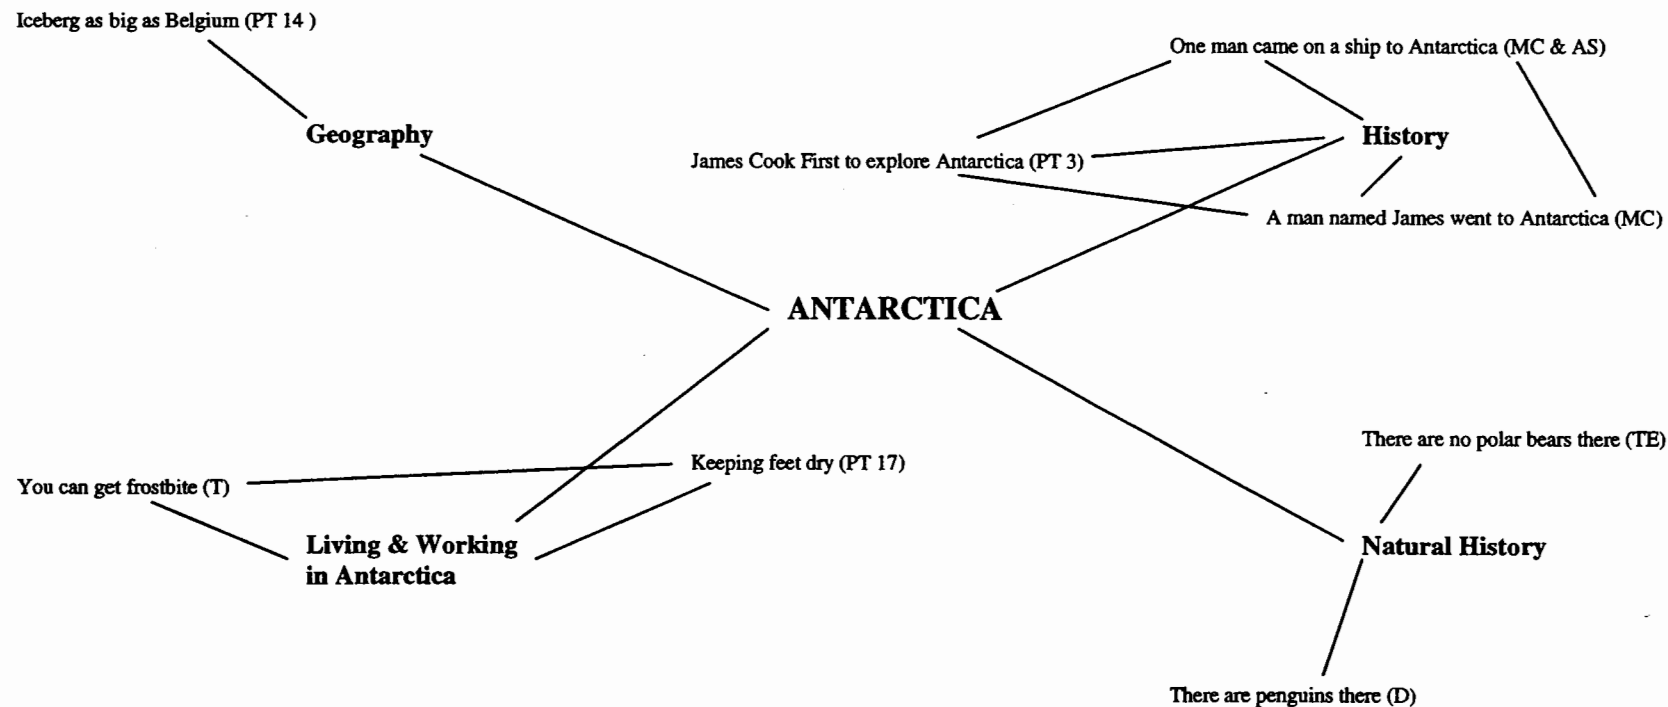 Iceberg as big as Belgium (PT 14 )
One man came on a ship to Antarctica (MC & AS)
Geography
History
James Cook First to explore Antarctica (PT 3)
A man named James went to Antarctica (MC)
ANTARCTICA
There are no polar bears there (TE)
Keeping feet dry (PT 17)
You can get frostbite (T)
Living & Working
in Antarctica
Natural History
There are penguins there (D)